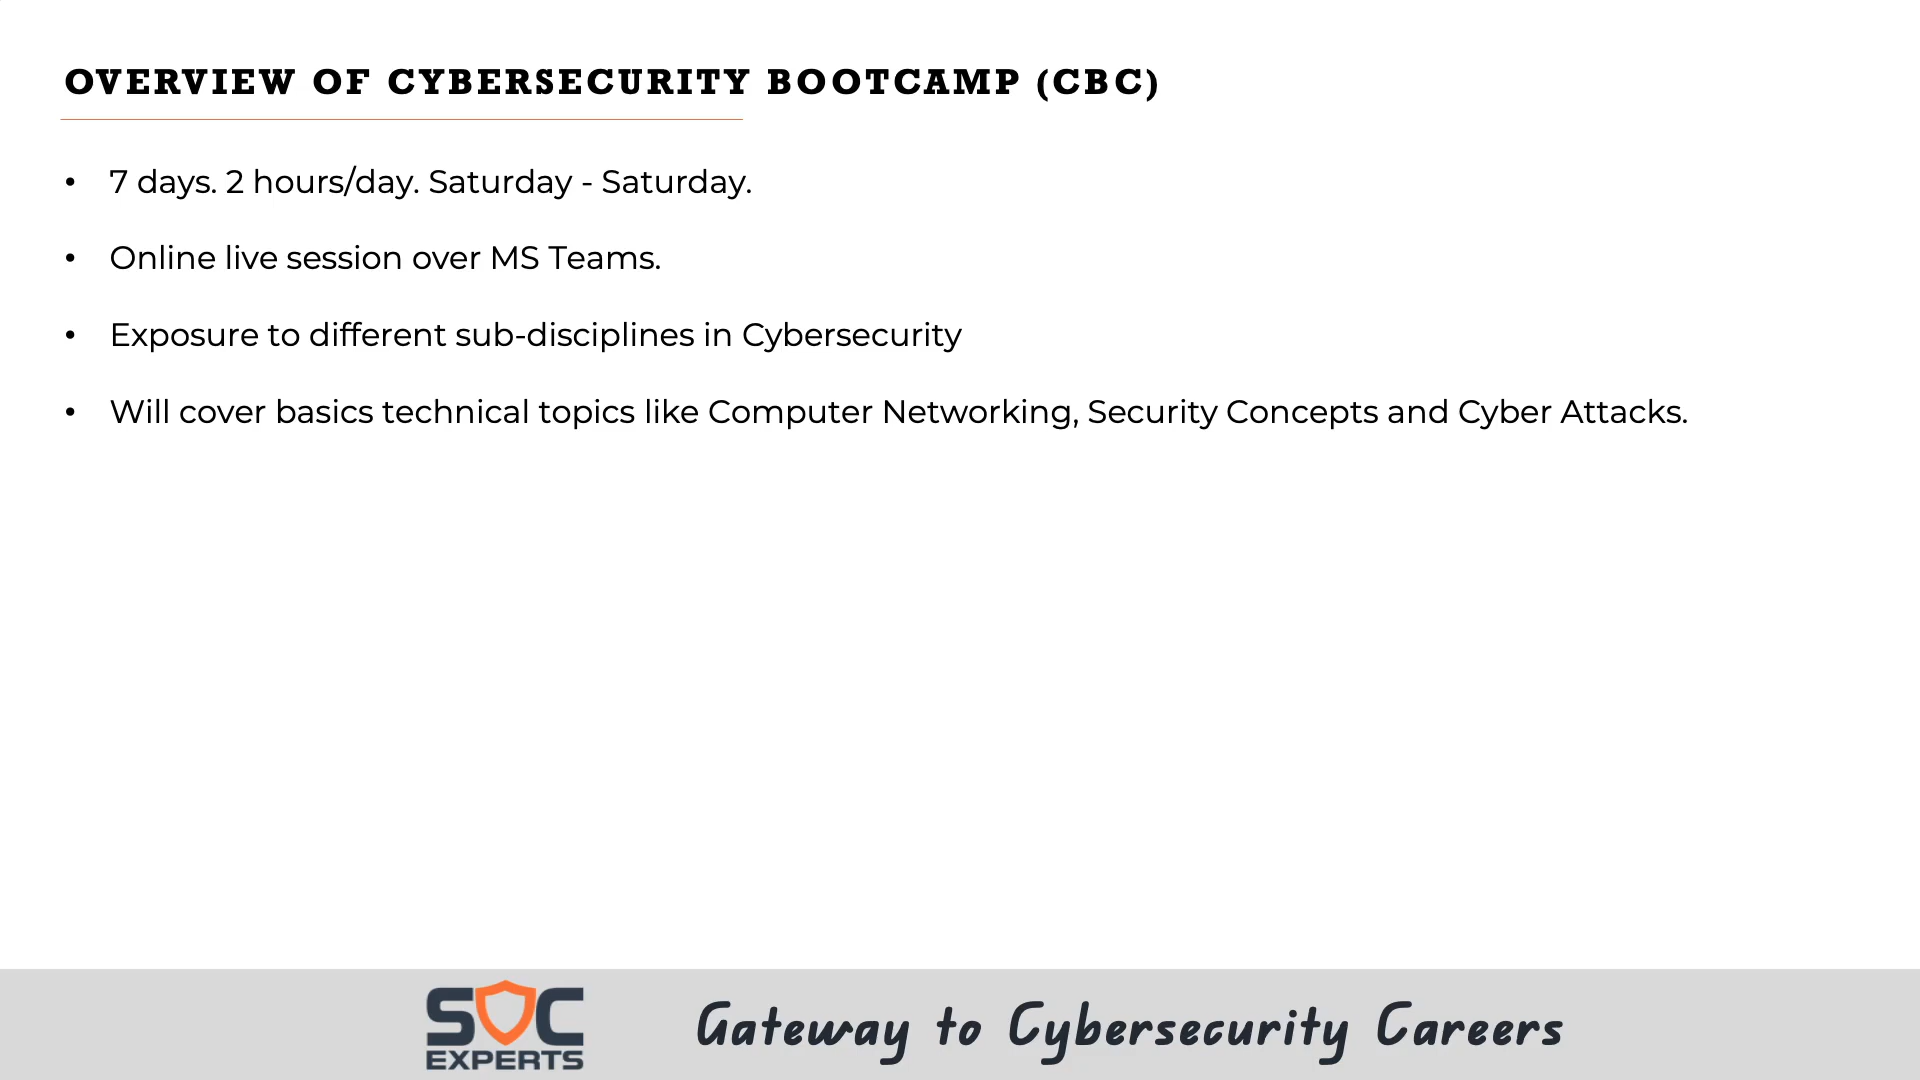 OVERVIEW OF CYBERSECURITY BOOTCAMP (CBC)
• 7 days. 2 hours/day. Saturday - Saturday.
• Online live session over MS Teams.
• Exposure to different sub-disciplines in Cybersecurity
• Will cover basics technical topics like Computer Networking, Security Concepts and Cyber Attacks.
SOC
EXPERTS
Gateway to Cybersecurity Careers